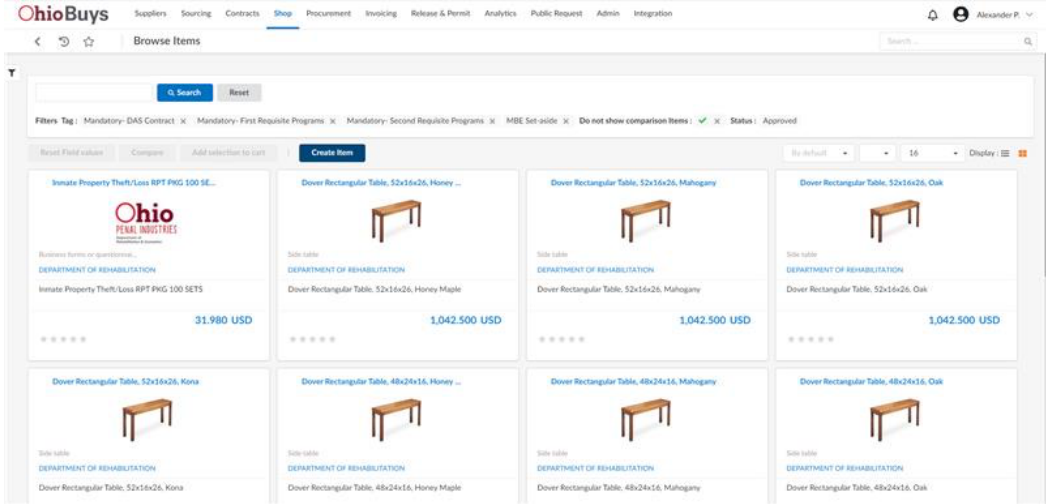 OhioBuys Suppliers Sourcing Contracts Shop Procurement Invoicing Release & Permit Analytics Public Request Admin Integration Alexander P.
Browse Items Search ...
Search Reset
Filters Tag : Mandatory- DAS Contract x Mandatory- First Requisite Programs x Mandatory- Second Requisite Programs x MBE Set-aside x Do not show comparison Items : ✓ x Status : Approved
Reset Field values Compare Add selection to cart Create Item By default 16 Display :
Inmate Property Theft/Loss RPT PKG 100 SE... Dover Rectangular Table, 52x16x26, Honey ... Dover Rectangular Table, 52x16x26, Mahogany Dover Rectangular Table, 52x16x26, Oak
Ohio
PENAL INDUSTRIES
Business forms or questionnai... Side table Side table Side table
DEPARTMENT OF REHABILITATION DEPARTMENT OF REHABILITATION DEPARTMENT OF REHABILITATION DEPARTMENT OF REHABILITATION
Inmate Property Theft/Loss RPT PKG 100 SETS Dover Rectangular Table, 52x16x26, Honey Maple Dover Rectangular Table, 52x16x26, Mahogany Dover Rectangular Table, 52x16x26, Oak
31.980 USD 1,042.500 USD 1,042.500 USD 1,042.500 USD
Dover Rectangular Table, 52x16x26, Kona Dover Rectangular Table, 48x24x16, Honey ... Dover Rectangular Table, 48x24x16, Mahogany Dover Rectangular Table, 48x24x16, Oak
Side table Side table Side table Side table
DEPARTMENT OF REHABILITATION DEPARTMENT OF REHABILITATION DEPARTMENT OF REHABILITATION DEPARTMENT OF REHABILITATION
Dover Rectangular Table, 52x16x26, Kona Dover Rectangular Table, 48x24x16, Honey Maple Dover Rectangular Table, 48x24x16, Mahogany Dover Rectangular Table, 48x24x16, Oak